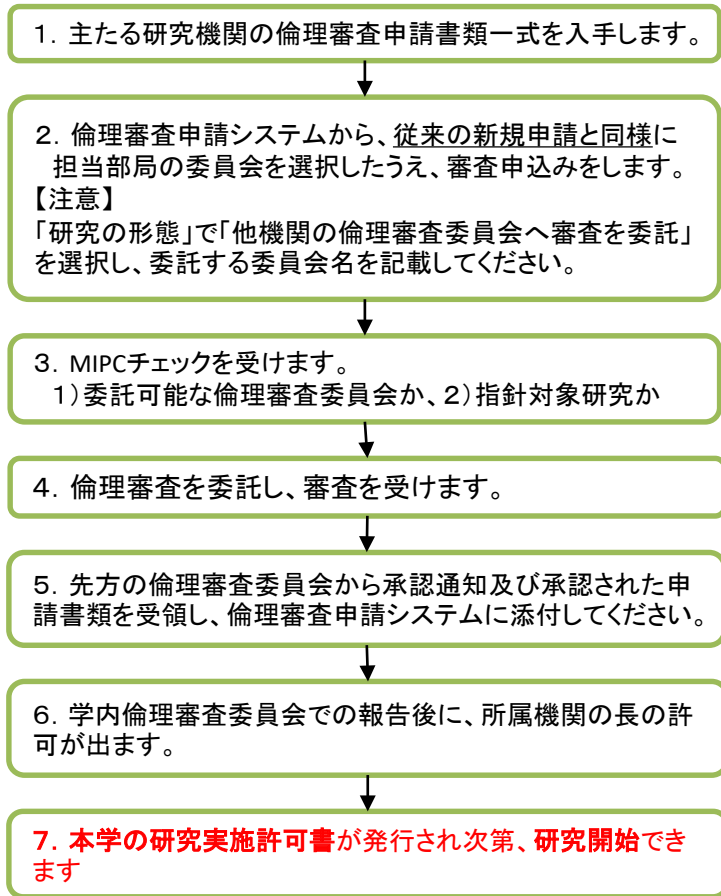 １．主たる研究機関の倫理審査申請書類一式を入手します。
２．倫理審査申請システムから、従来の新規申請と同様に
担当部局の委員会を選択したうえ、審査申込みをします。
【注意】
「研究の形態」で「他機関の倫理審査委員会へ審査を委託」
を選択し、委託する委員会名を記載してください。
３．MIPCチェックを受けます。
１）委託可能な倫理審査委員会か、２）指針対象研究か
４．倫理審査を委託し、審査を受けます。
５．先方の倫理審査委員会から承認通知及び承認された申
請書類を受領し、倫理審査申請システムに添付してください。
６．学内倫理審査委員会での報告後に、所属機関の長の許
可が出ます。
７．本学の研究実施許可書が発行され次第、研究開始でき
ます